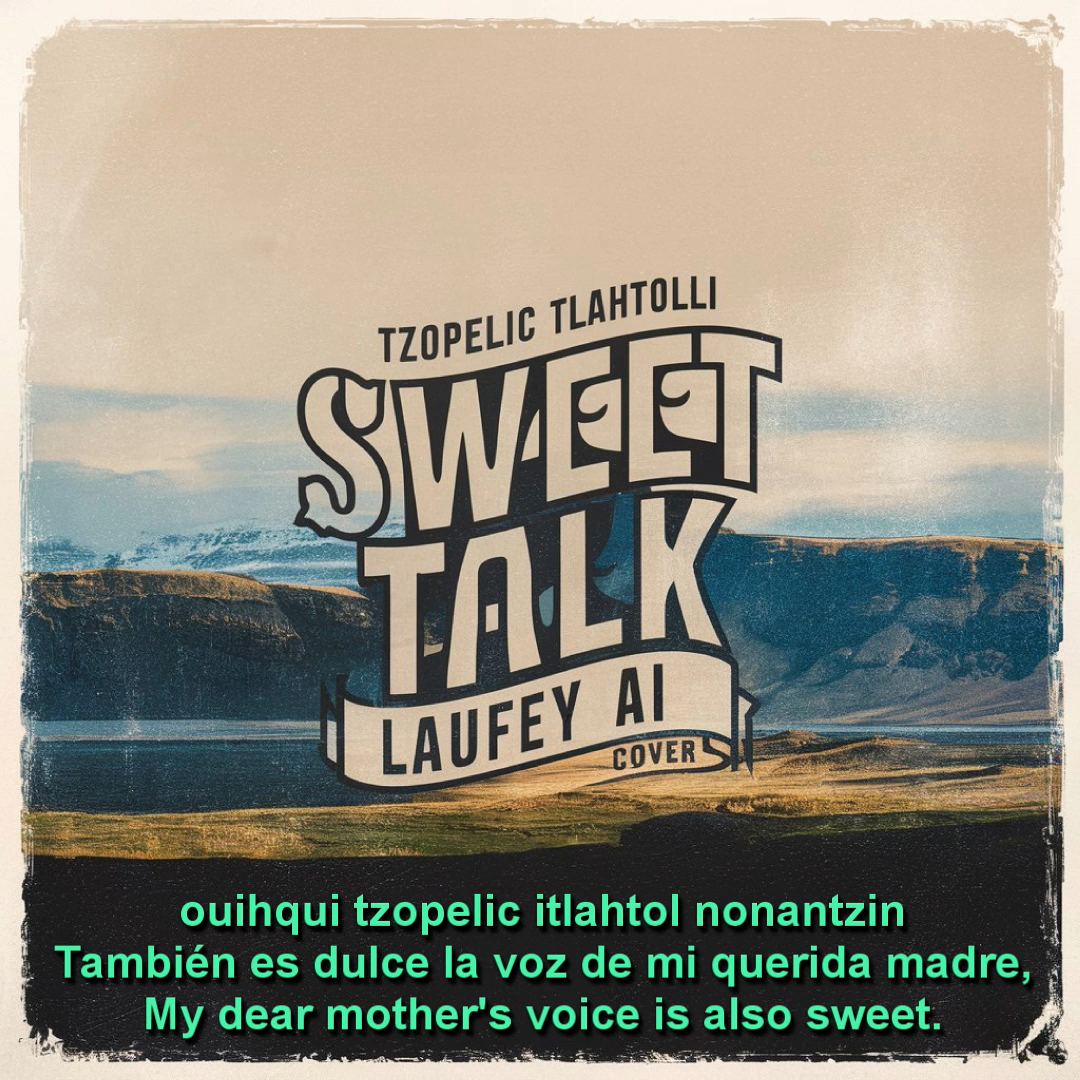 TZOPELIC TLAHTOLLI
SWEET
TALK
LAUFEY AI
COVER
ouihqui tzopelic itlahtol nonantzin
También es dulce la voz de mi querida madre,
My dear mother's voice is also sweet.